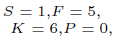 S = 1,F = 5,
K = 6,P = 0,